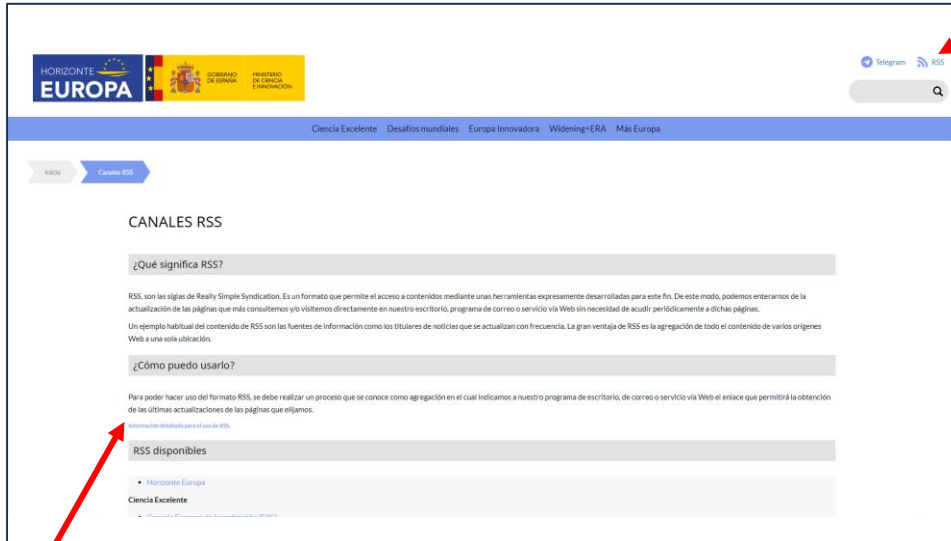 HORIZONTE
EUROPA
GOBIERNO
DE ESPAÑA
MINISTERIO
DE CIENCIA
E INNOVACIÓN
Telegram RSS
Ciencia Excelente Desafíos mundiales Europa Innovadora Widening+ERA Más Europa
Inicio Canales RSS
CANALES RSS
¿Qué significa RSS?
RSS, son las siglas de Really Simple Syndication. Es un formato que permite el acceso a contenidos mediante unas herramientas expresamente desarrolladas para este fin. De este modo, podemos enterarnos de la
actualización de las páginas que más consultemos y/o visitemos directamente en nuestro escritorio, programa de correo o servicio vía Web sin necesidad de acudir periódicamente a dichas páginas.
Un ejemplo habitual del contenido de RSS son las fuentes de información como los titulares de noticias que se actualizan con frecuencia. La gran ventaja de RSS es la agregación de todo el contenido de varios orígenes
Web a una sola ubicación.
¿Cómo puedo usarlo?
Para poder hacer uso del formato RSS, se debe realizar un proceso que se conoce como agregación en el cual indicamos a nuestro programa de escritorio, de correo o servicio vía Web el enlace que permitirá la obtención
de las últimas actualizaciones de las páginas que elijamos.
Información detallada para el uso de RSS.
RSS disponibles
• Horizonte Europa
Ciencia Excelente
• Consejo Europeo de Investigación (ERC)